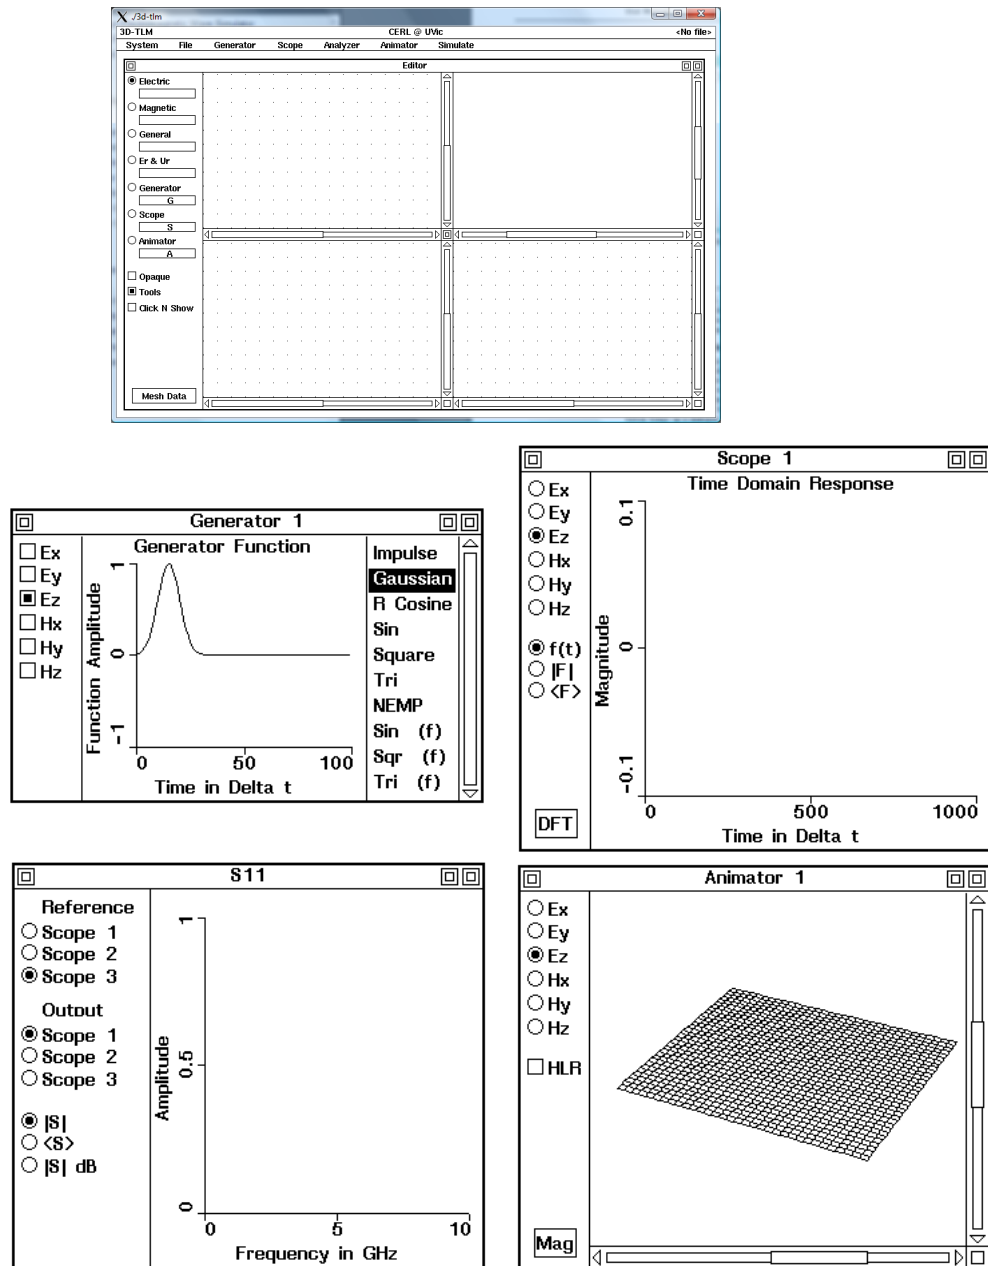 ./3d-tlm
3D-TLM CERL @ UVic <No file>
System File Generator Scope Analyzer Animator Simulate
Editor
Electric
Magnetic
General
Er & Ur
Generator
G
Scope
S
Animator
A
Opaque
Tools
Click N Show
Mesh Data
Generator 1
Ex
Ey
Ez
Hx
Hy
Hz
Generator Function
Function Amplitude
1
0
-1
0 50 100
Time in Delta t
Impulse
Gaussian
R Cosine
Sin
Square
Tri
NEMP
Sin (f)
Sqr (f)
Tri (f)
Scope 1
Ex
Ey
Ez
Hx
Hy
Hz
f(t)
|F|
<F>
DFT
Time Domain Response
Magnitude
0.1
0
-0.1
0 500 1000
Time in Delta t
S11
Reference
Scope 1
Scope 2
Scope 3
Output
Scope 1
Scope 2
Scope 3
|S|
<S>
|S| dB
Amplitude
1
0.5
0
0 5 10
Frequency in GHz
Animator 1
Ex
Ey
Ez
Hx
Hy
Hz
HLR
Mag